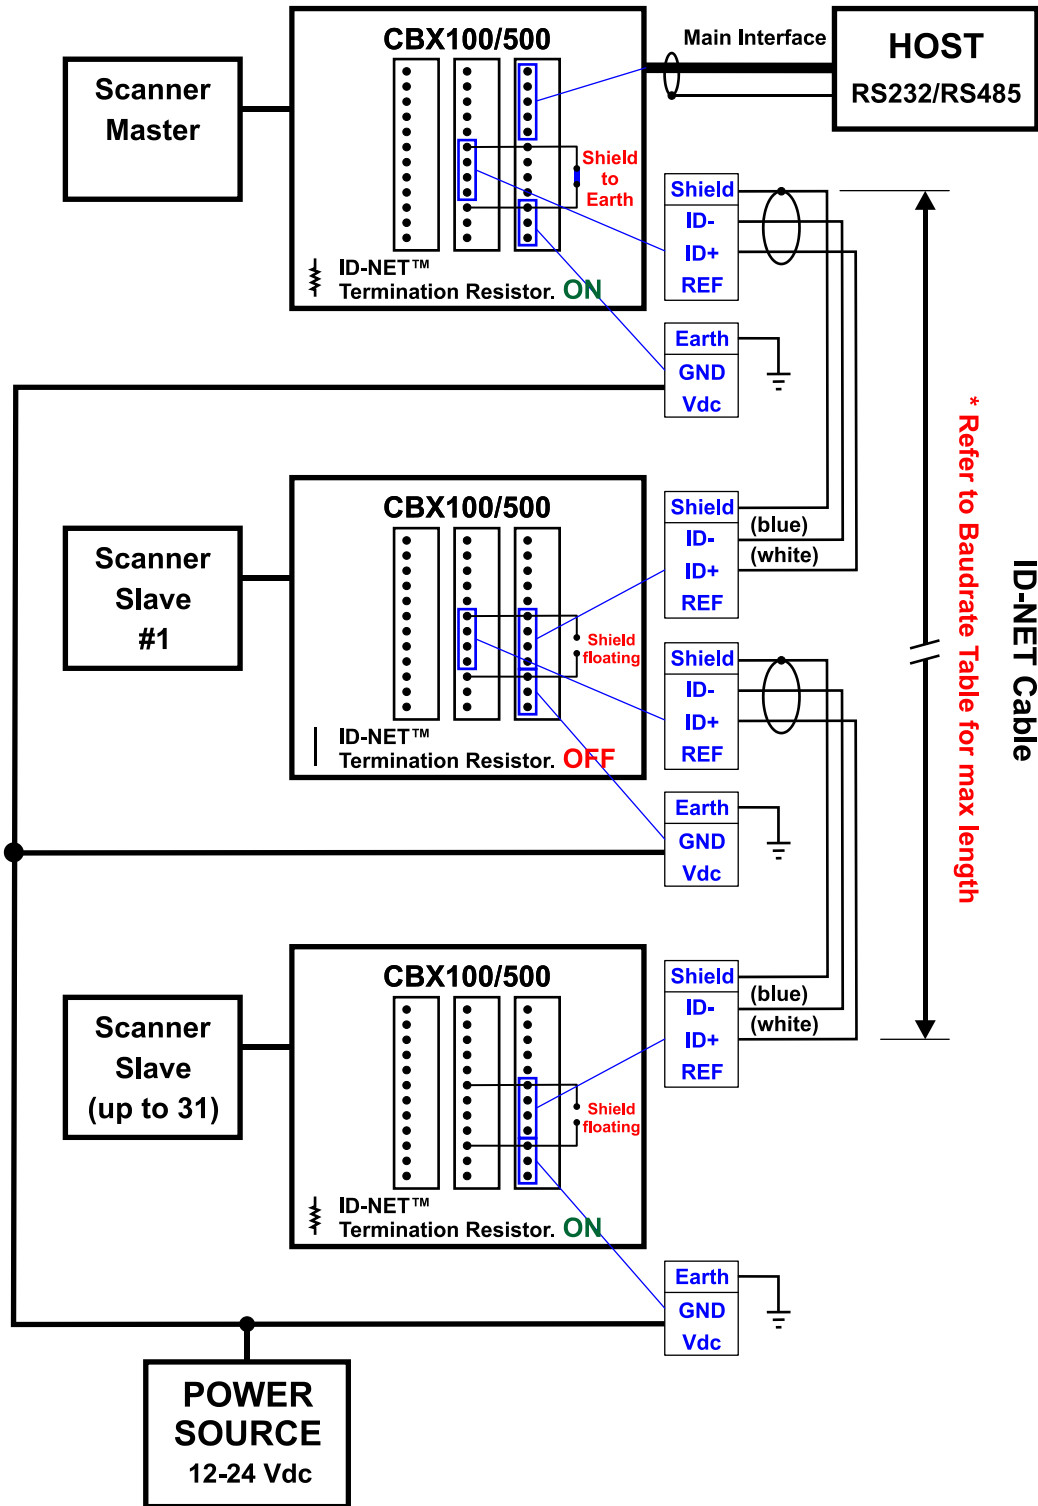 CBX100/500
Main Interface
HOST
RS232/RS485
Scanner
Master
Shield
to
Earth
ID-NET™
Termination Resistor. ON
Shield
ID-
ID+
REF
Earth
GND
Vdc
CBX100/500
Scanner
Slave
#1
Shield
floating
ID-NET™
Termination Resistor. OFF
Shield
ID-
(blue)
ID+
(white)
REF
Shield
ID-
ID+
REF
Earth
GND
Vdc
* Refer to Baudrate Table for max length
ID-NET Cable
CBX100/500
Scanner
Slave
(up to 31)
Shield
floating
ID-NET™
Termination Resistor. ON
Shield
ID-
(blue)
ID+
(white)
REF
Earth
GND
Vdc
POWER
SOURCE
12-24 Vdc